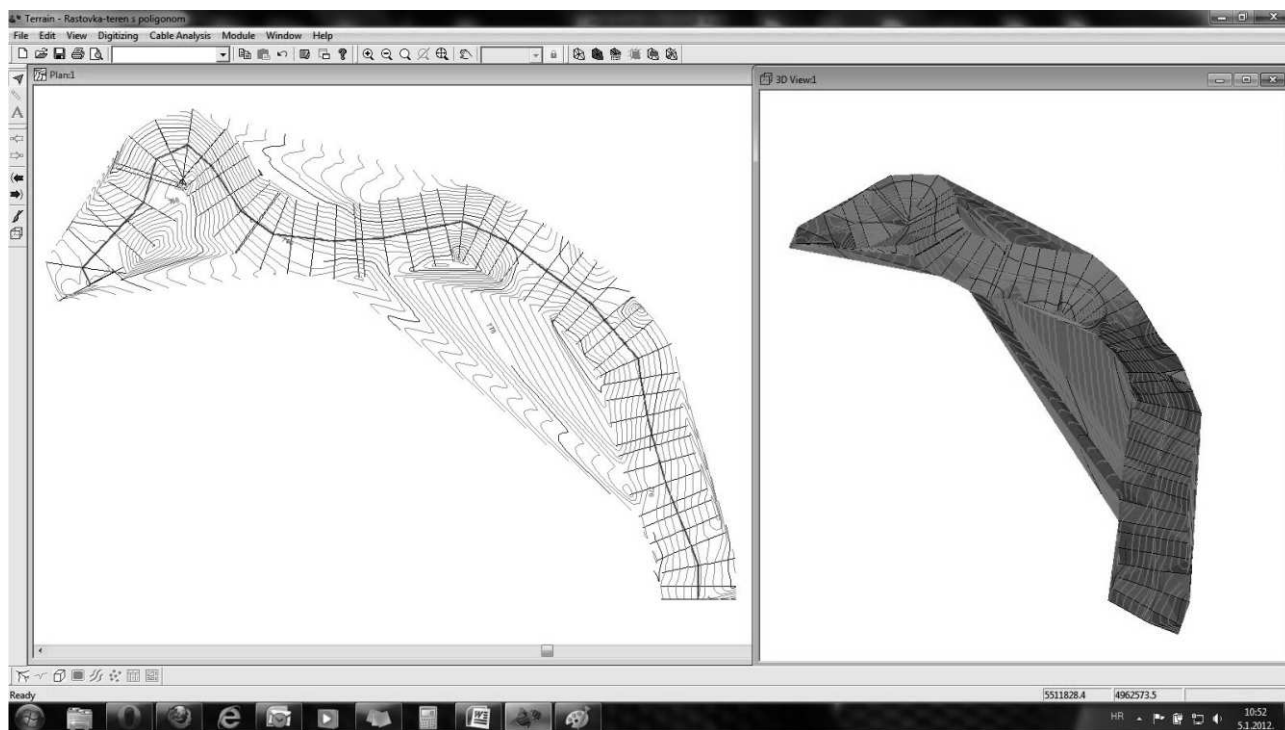 Terrain - Rastovka-teren s poligonom
File Edit View Digitizing Cable Analysis Module Window Help
Plan:1
3D View:1
A
770
Ready
5511828.4 4962573.5
HR
10:52
5.1.2012.